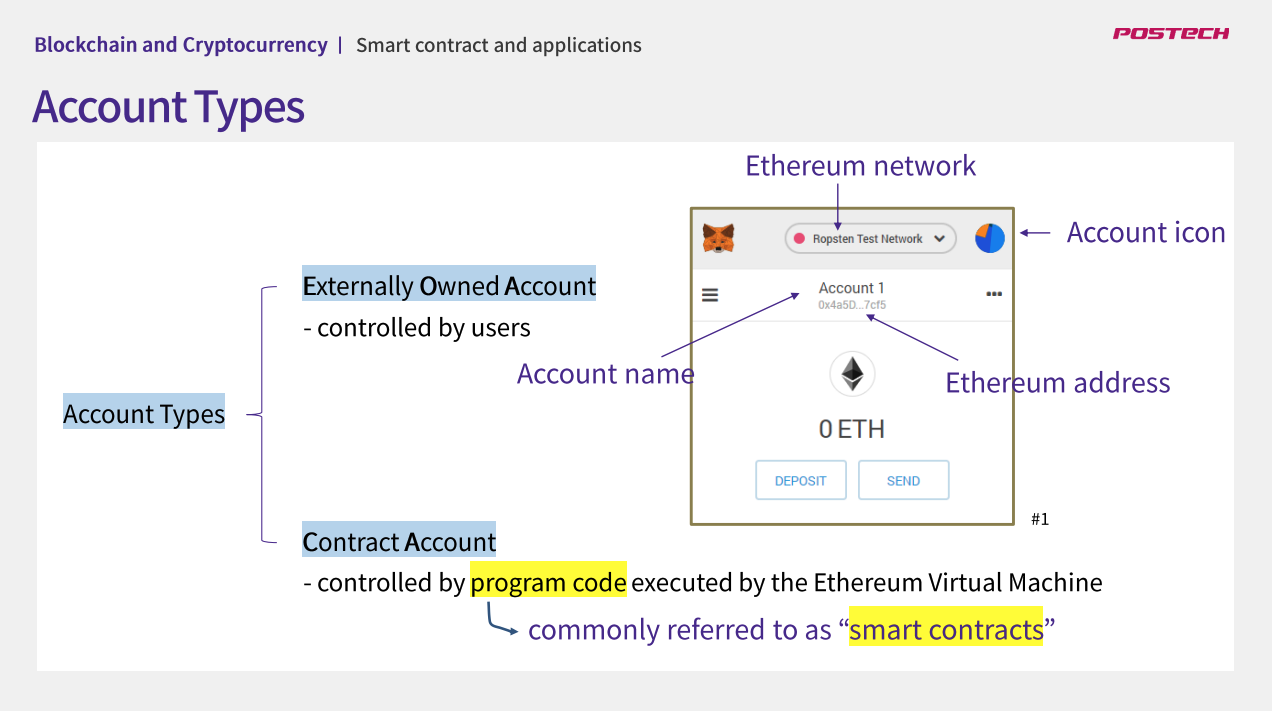 Blockchain and Cryptocurrency | Smart contract and applications
POSTECH
Account Types
Ethereum network
Ropsten Test Network
Account icon
Externally Owned Account
Account 1
0x4a5D...7cf5
- controlled by users
Account name
Ethereum address
Account Types
0 ETH
DEPOSIT
SEND
#1
Contract Account
- controlled by program code executed by the Ethereum Virtual Machine
commonly referred to as “smart contracts”